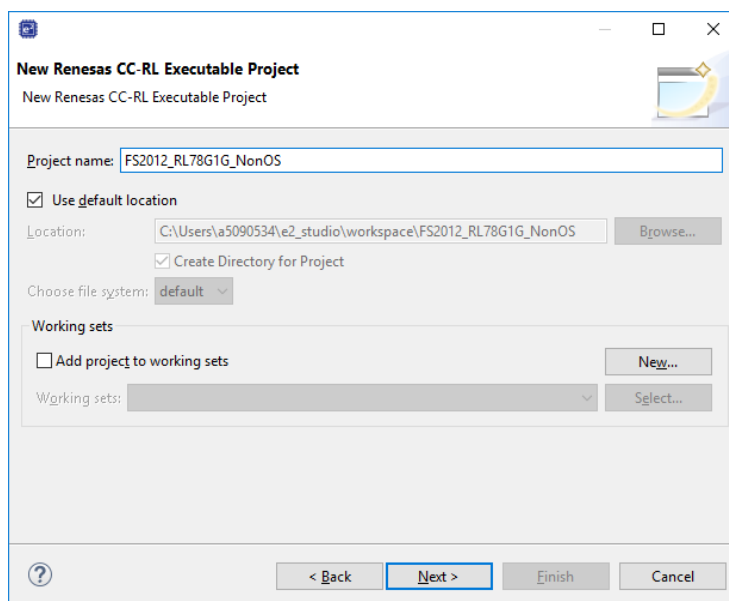 New Renesas CC-RL Executable Project
New Renesas CC-RL Executable Project
Project name: FS2012_RL78G1G_NonOS
Use default location
Location: C:\Users\a5090534\e2_studio\workspace\FS2012_RL78G1G_NonOS Browse...
Create Directory for Project
Choose file system: default
Working sets
Add project to working sets New...
Working sets: Select...
? < Back Next > Finish Cancel